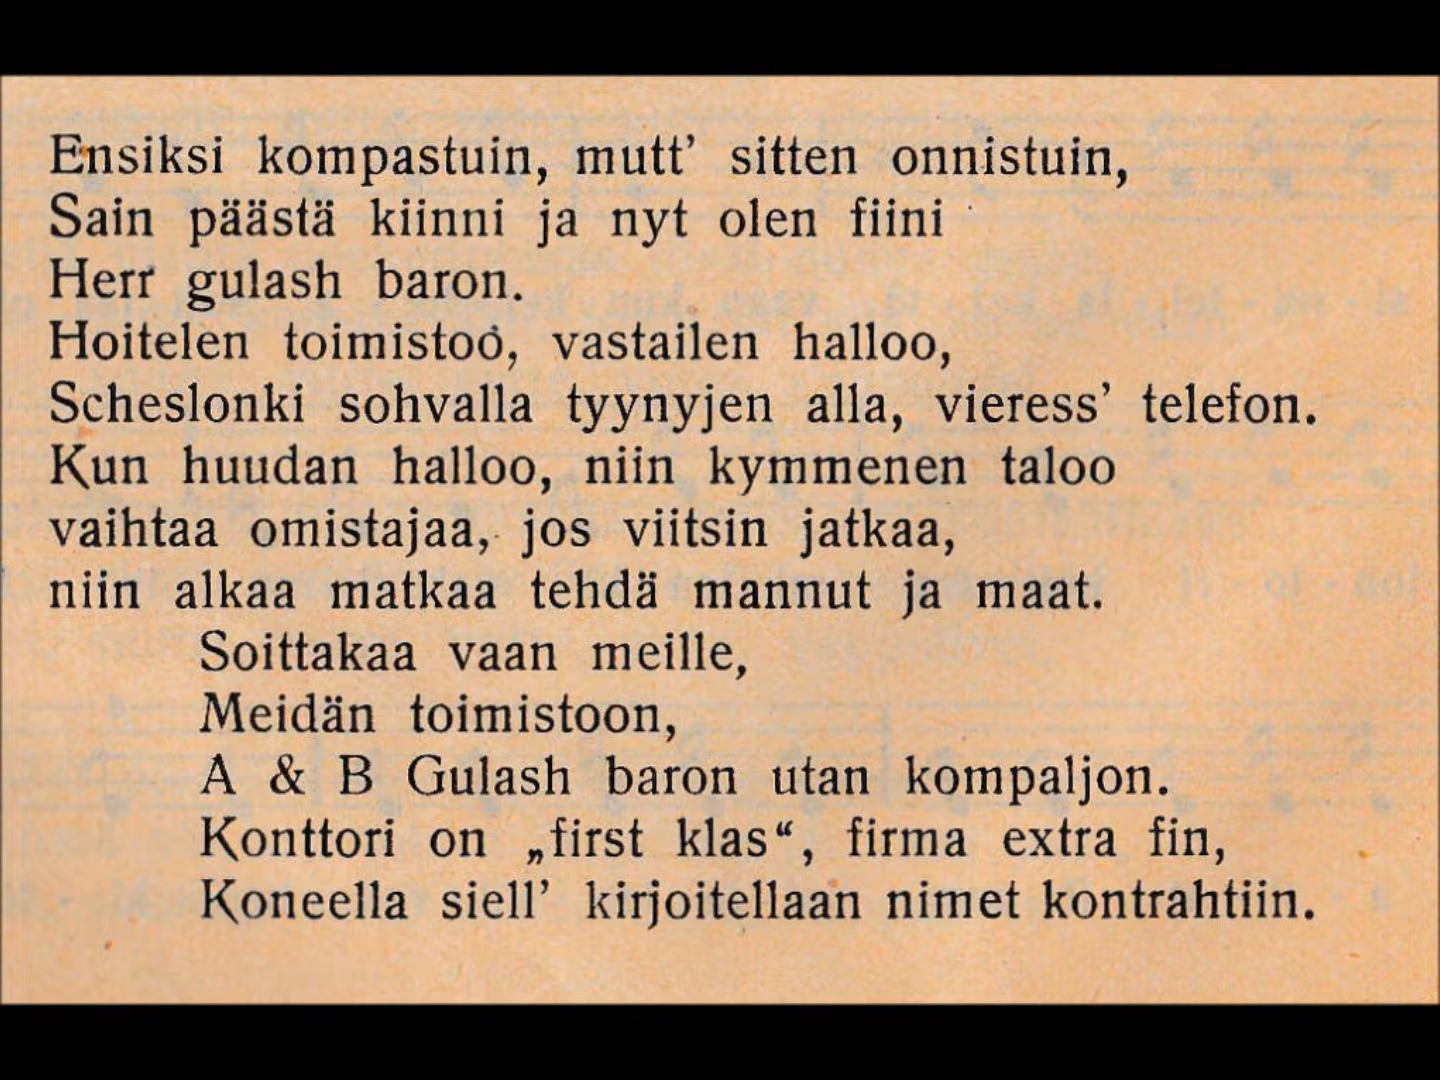 Ensiksi kompastuin, mutt’ sitten onnistuin,
Sain päästä kiinni ja nyt olen fiini
Herr gulash baron.
Hoitelen toimistoo, vastailen halloo,
Scheslonki sohvalla tyynyjen alla, vieress’ telefon.
Kun huudan halloo, niin kymmenen taloo
vaihtaa omistajaa, jos viitsin jatkaa,
niin alkaa matkaa tehdä mannut ja maat.
Soittakaa vaan meille,
Meidän toimistoon,
A & B Gulash baron utan kompaljon.
Konttori on „first klas“, firma extra fin,
Koneella siell’ kirjoitellaan nimet kontrahtiin.